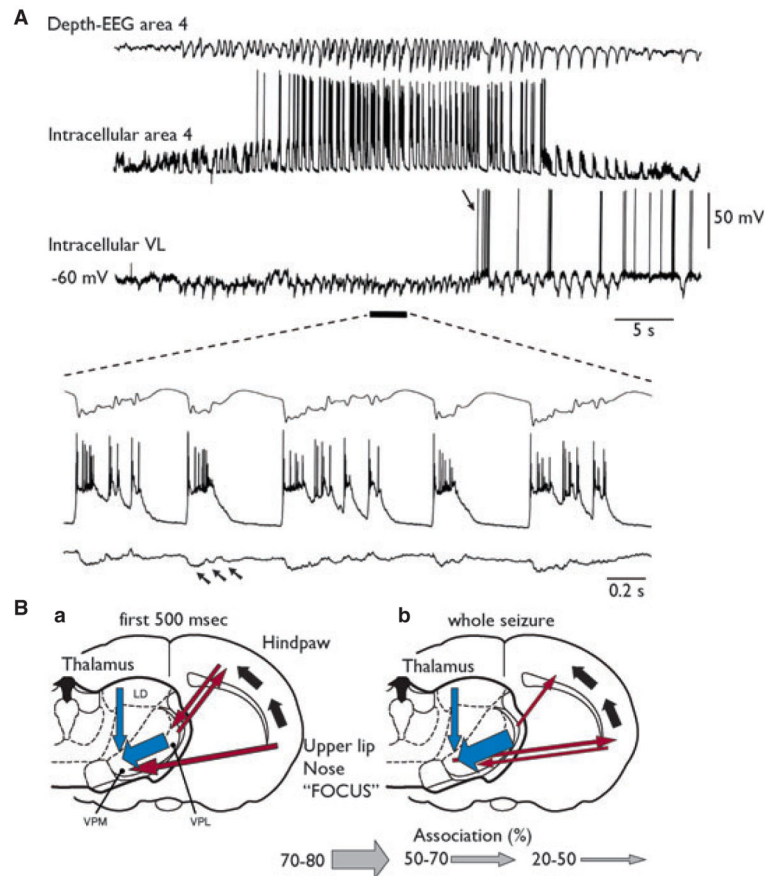 A
Depth-EEG area 4
Intracellular area 4
50 mV
Intracellular VL
-60 mV
5 s
0.2 s
B
a
first 500 msec
b
whole seizure
Hindpaw
Thalamus
LD
Thalamus
Upper lip
Nose
“FOCUS”
VPM
VPL
Association (%)
70-80
50-70
20-50